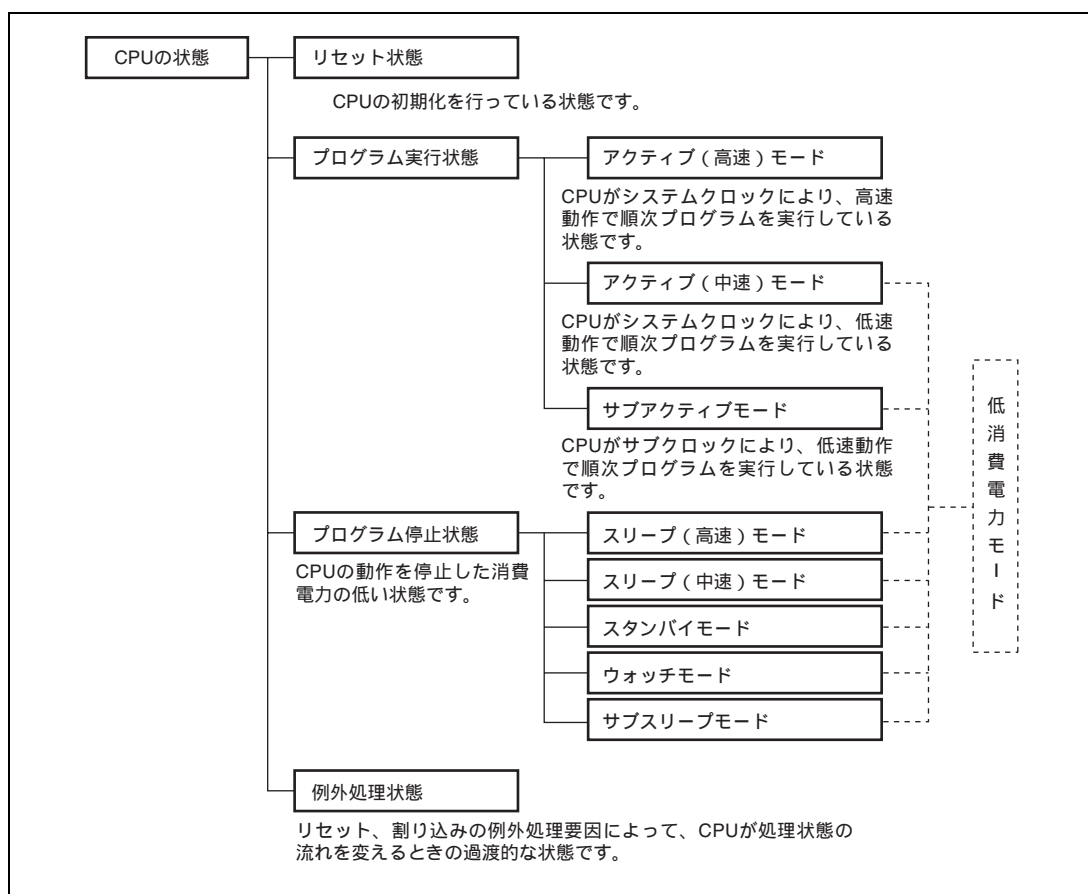 CPUの状態
リセット状態
CPUの初期化を行っている状態です。
プログラム実行状態
アクティブ(高速)モード
CPUがシステムクロックにより、高速
動作で順次プログラムを実行している
状態です。
アクティブ(中速)モード
CPUがシステムクロックにより、低速
動作で順次プログラムを実行している
状態です。
サブアクティブモード
CPUがサブクロックにより、低速動作
で順次プログラムを実行している状態
です。
低消費電力モード
プログラム停止状態
CPUの動作を停止した消費
電力の低い状態です。
スリープ(高速)モード
スリープ(中速)モード
スタンバイモード
ウォッチモード
サブスリープモード
例外処理状態
リセット、割り込みの例外処理要因によって、CPUが処理状態の
流れを変えるときの過渡的な状態です。